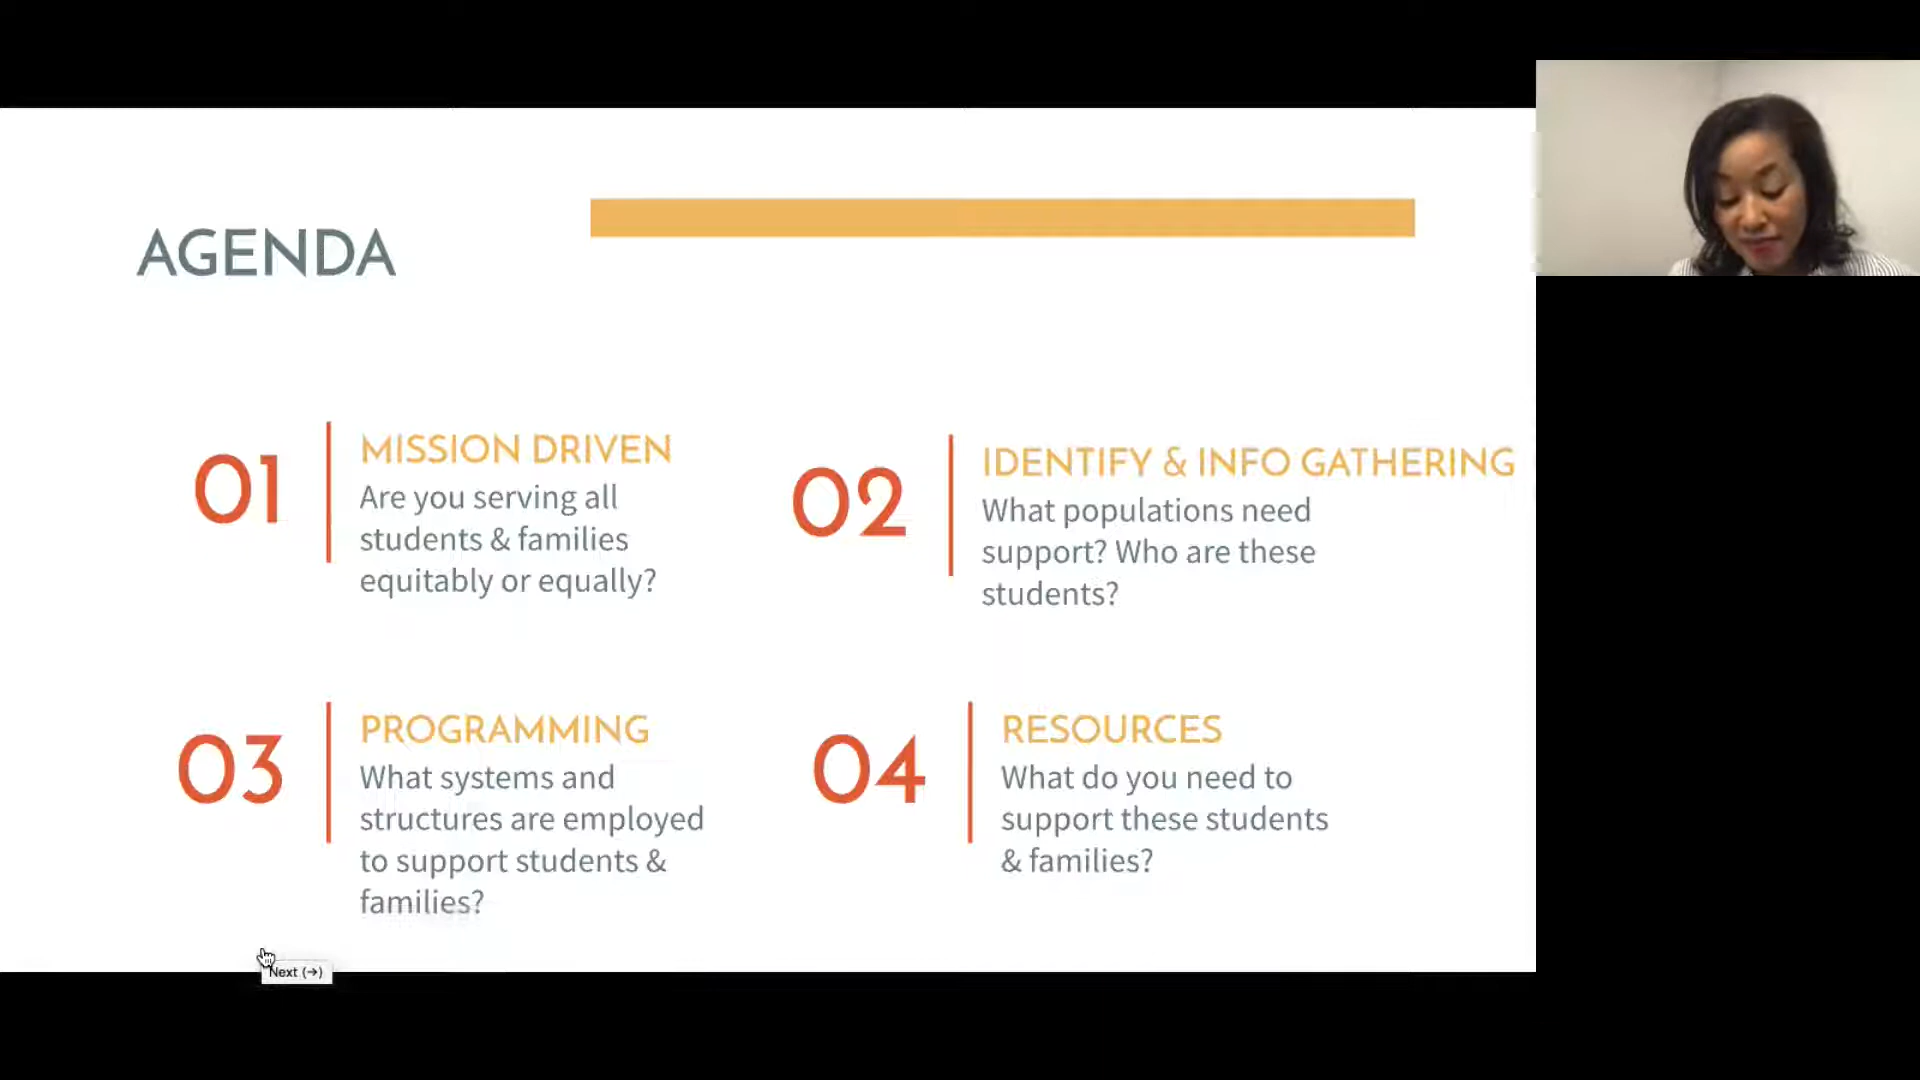 AGENDA
01
MISSION DRIVEN
Are you serving all
students & families
equitably or equally?
02
IDENTIFY & INFO GATHERING
What populations need
support? Who are these
students?
03
PROGRAMMING
What systems and
structures are employed
to support students &
families?
04
RESOURCES
What do you need to
support these students
& families?
Next (→)